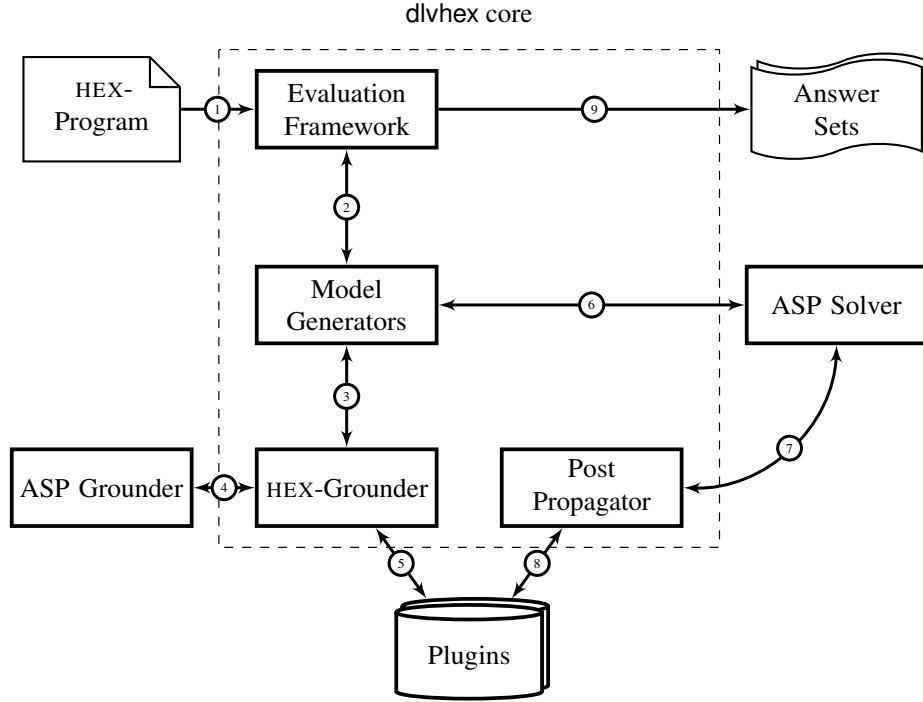 dlvhex core
HEX-
Program
1
Evaluation
Framework
9
Answer
Sets
2
Model
Generators
6
ASP Solver
3
7
ASP Grounder
4
HEX-Grounder
Post
Propagator
5
8
Plugins